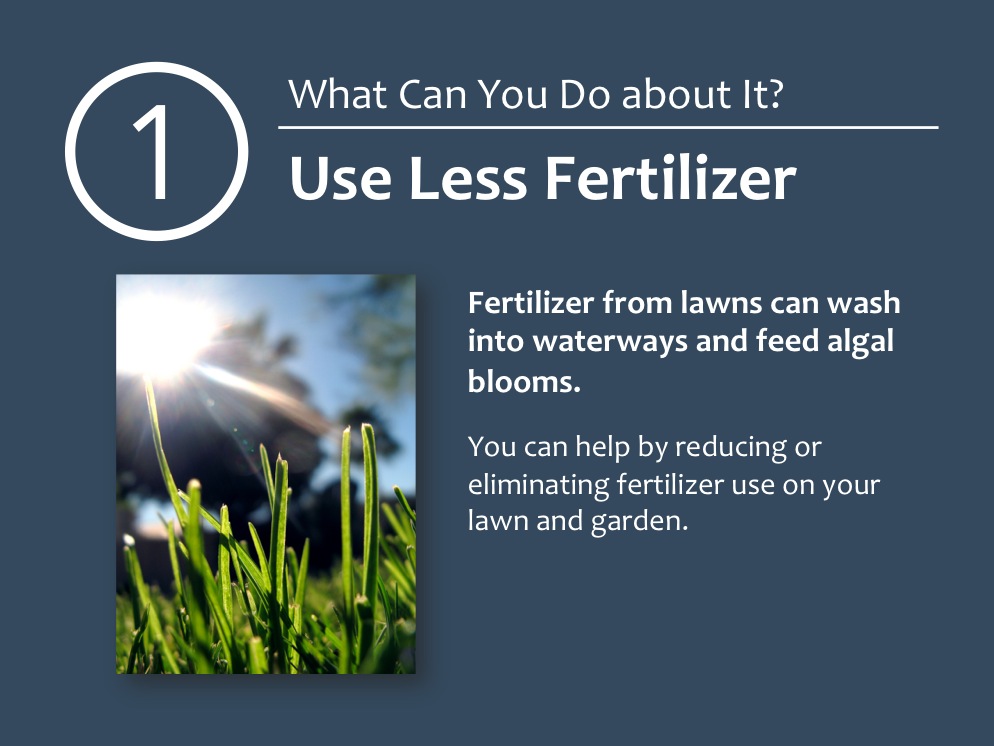 1
What Can You Do about It?
Use Less Fertilizer
Fertilizer from lawns can wash
into waterways and feed algal
blooms.
You can help by reducing or
eliminating fertilizer use on your
lawn and garden.